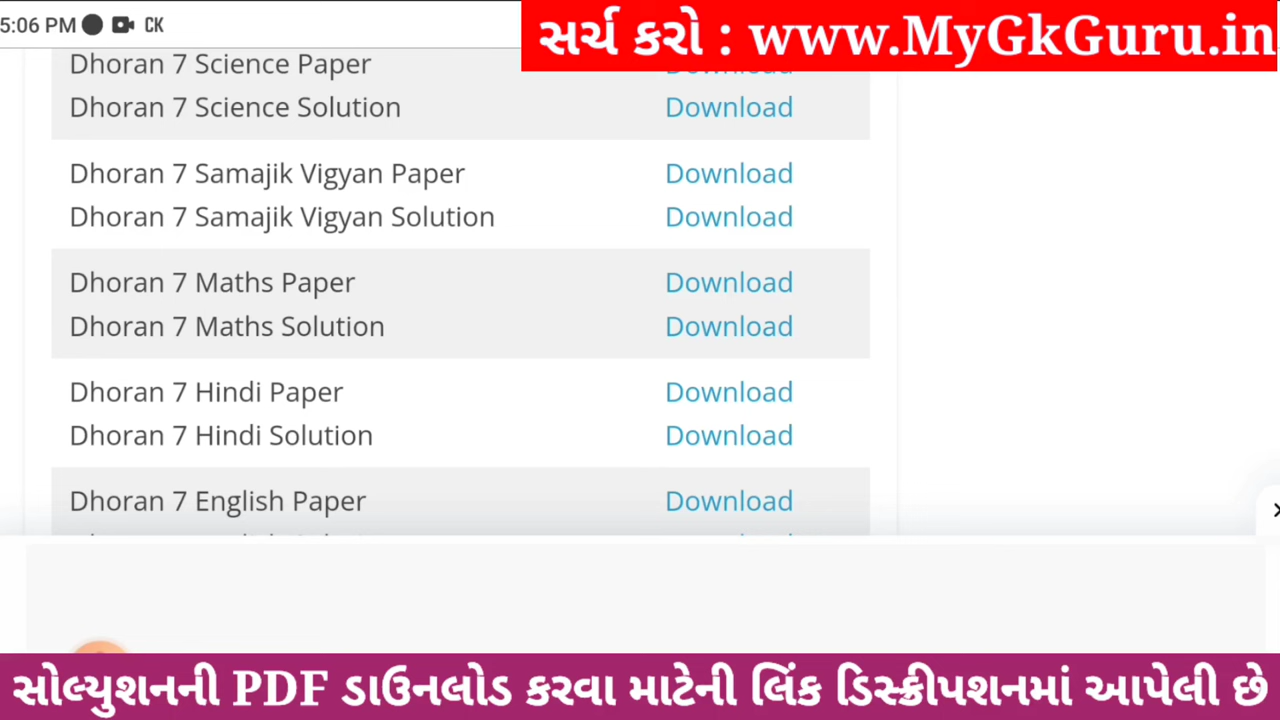 5:06 PM CK
સર્ચ કરો : www.MyGkGuru.in
Dhoran 7 Science Paper Download
Dhoran 7 Science Solution Download
Dhoran 7 Samajik Vigyan Paper Download
Dhoran 7 Samajik Vigyan Solution Download
Dhoran 7 Maths Paper Download
Dhoran 7 Maths Solution Download
Dhoran 7 Hindi Paper Download
Dhoran 7 Hindi Solution Download
Dhoran 7 English Paper Download
સોલ્યુશનની PDF ડાઉનલોડ કરવા માટેની લિંક ડિસ્ક્રીપશનમાં આપેલી છે